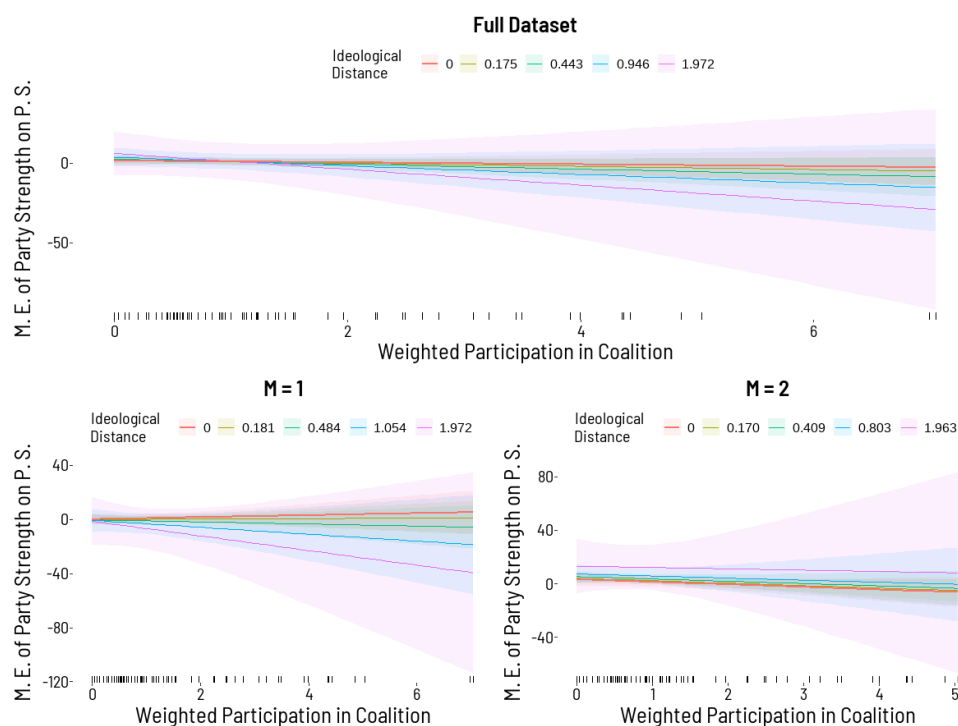 Full Dataset
Ideological Distance
0 0.175 0.443 0.946 1.972
M. E. of Party Strength on P. S.
0
-50
0 2 4 6
Weighted Participation in Coalition
M = 1
Ideological Distance
0 0.181 0.484 1.054 1.972
M. E. of Party Strength on P. S.
40
0
-40
-80
-120
0 2 4 6
Weighted Participation in Coalition
M = 2
Ideological Distance
0 0.170 0.409 0.803 1.963
M. E. of Party Strength on P. S.
80
40
0
-40
0 1 2 3 4 5
Weighted Participation in Coalition